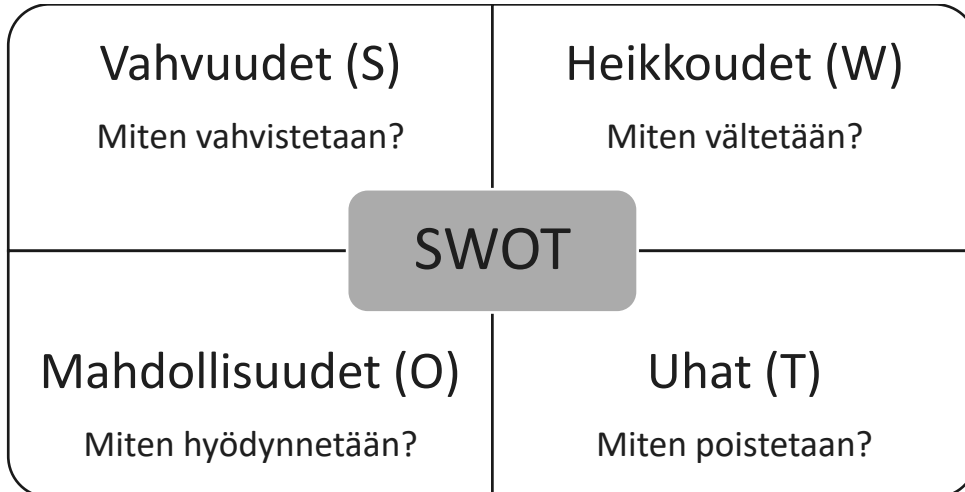 Vahvuudet (S)
Miten vahvistetaan?
Heikkoudet (W)
Miten vältetään?
SWOT
Mahdollisuudet (O)
Miten hyödynnetään?
Uhat (T)
Miten poistetaan?